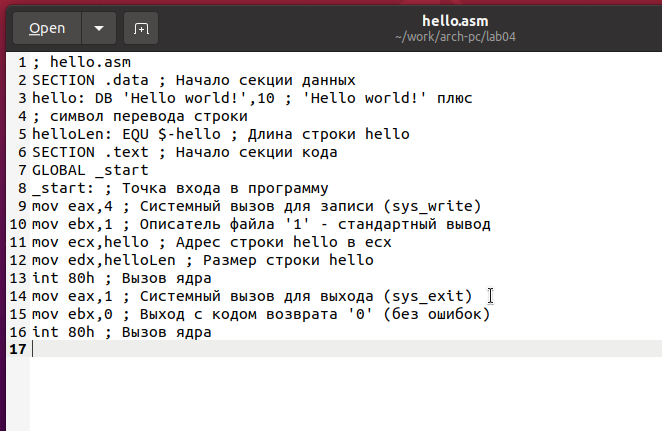 Open
hello.asm
~/work/arch-pc/lab04
1 ; hello.asm
2 SECTION .data ; Начало секции данных
3 hello: DB 'Hello world!',10 ; 'Hello world!' плюс
4 ; символ перевода строки
5 helloLen: EQU $-hello ; Длина строки hello
6 SECTION .text ; Начало секции кода
7 GLOBAL _start
8 _start: ; Точка входа в программу
9 mov eax,4 ; Системный вызов для записи (sys_write)
10 mov ebx,1 ; Описатель файла '1' - стандартный вывод
11 mov ecx,hello ; Адрес строки hello в ecx
12 mov edx,helloLen ; Размер строки hello
13 int 80h ; Вызов ядра
14 mov eax,1 ; Системный вызов для выхода (sys_exit)
15 mov ebx,0 ; Выход с кодом возврата '0' (без ошибок)
16 int 80h ; Вызов ядра
17